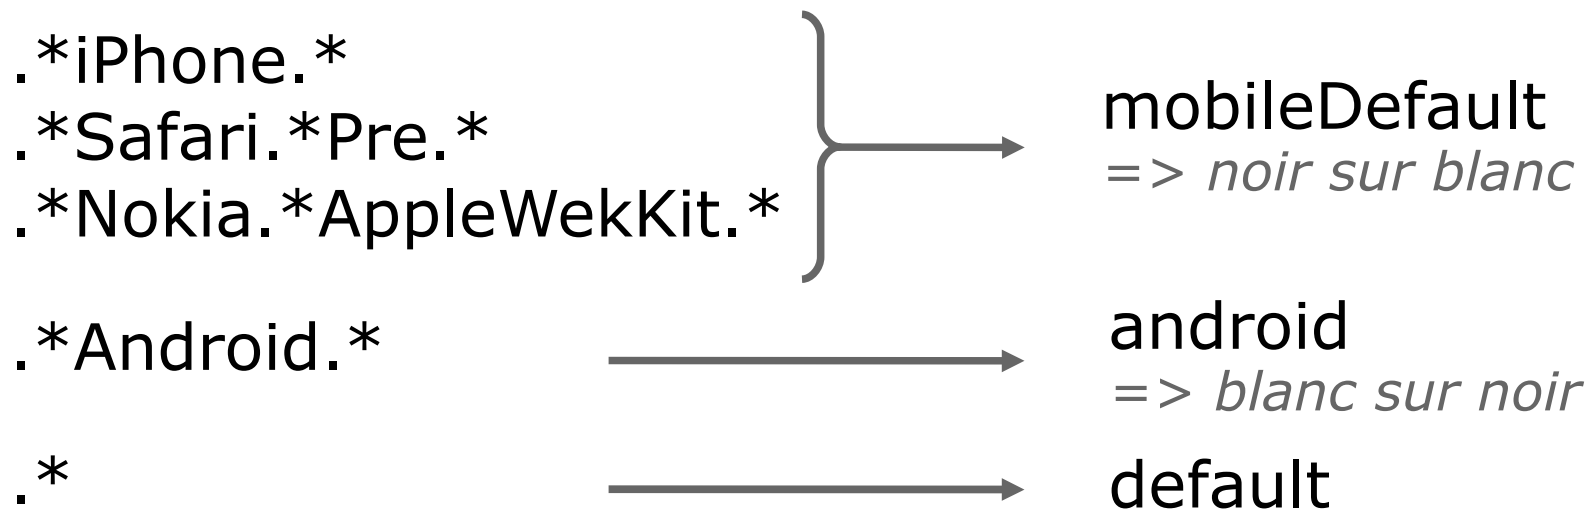 .*iPhone.*
.*Safari.*Pre.*
.*Nokia.*AppleWekKit.*
mobileDefault
=> noir sur blanc
.*Android.*
android
=> blanc sur noir
.*
default